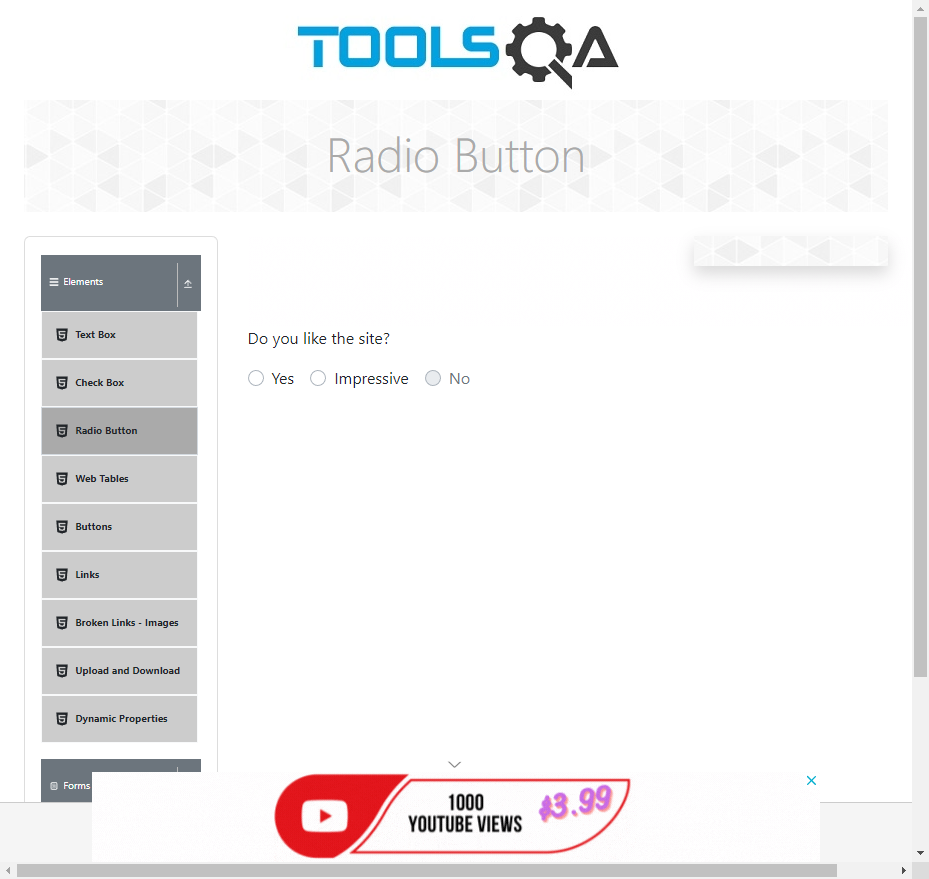 TOOLSQA
Radio Button
Elements
Text Box
Check Box
Radio Button
Web Tables
Buttons
Links
Broken Links - Images
Upload and Download
Dynamic Properties
Forms
Do you like the site?
Yes Impressive No
1000
YOUTUBE VIEWS
$3.99